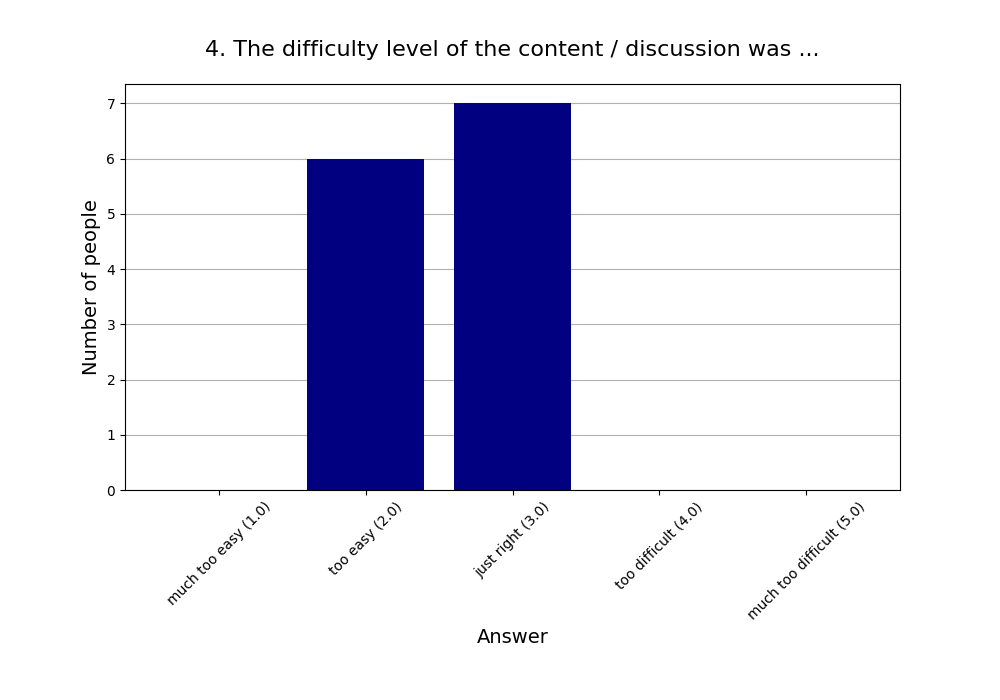 4. The difficulty level of the content / discussion was ...
Number of people
7
6
5
4
3
2
1
0
much too easy (1.0)
too easy (2.0)
just right (3.0)
too difficult (4.0)
much too difficult (5.0)
Answer